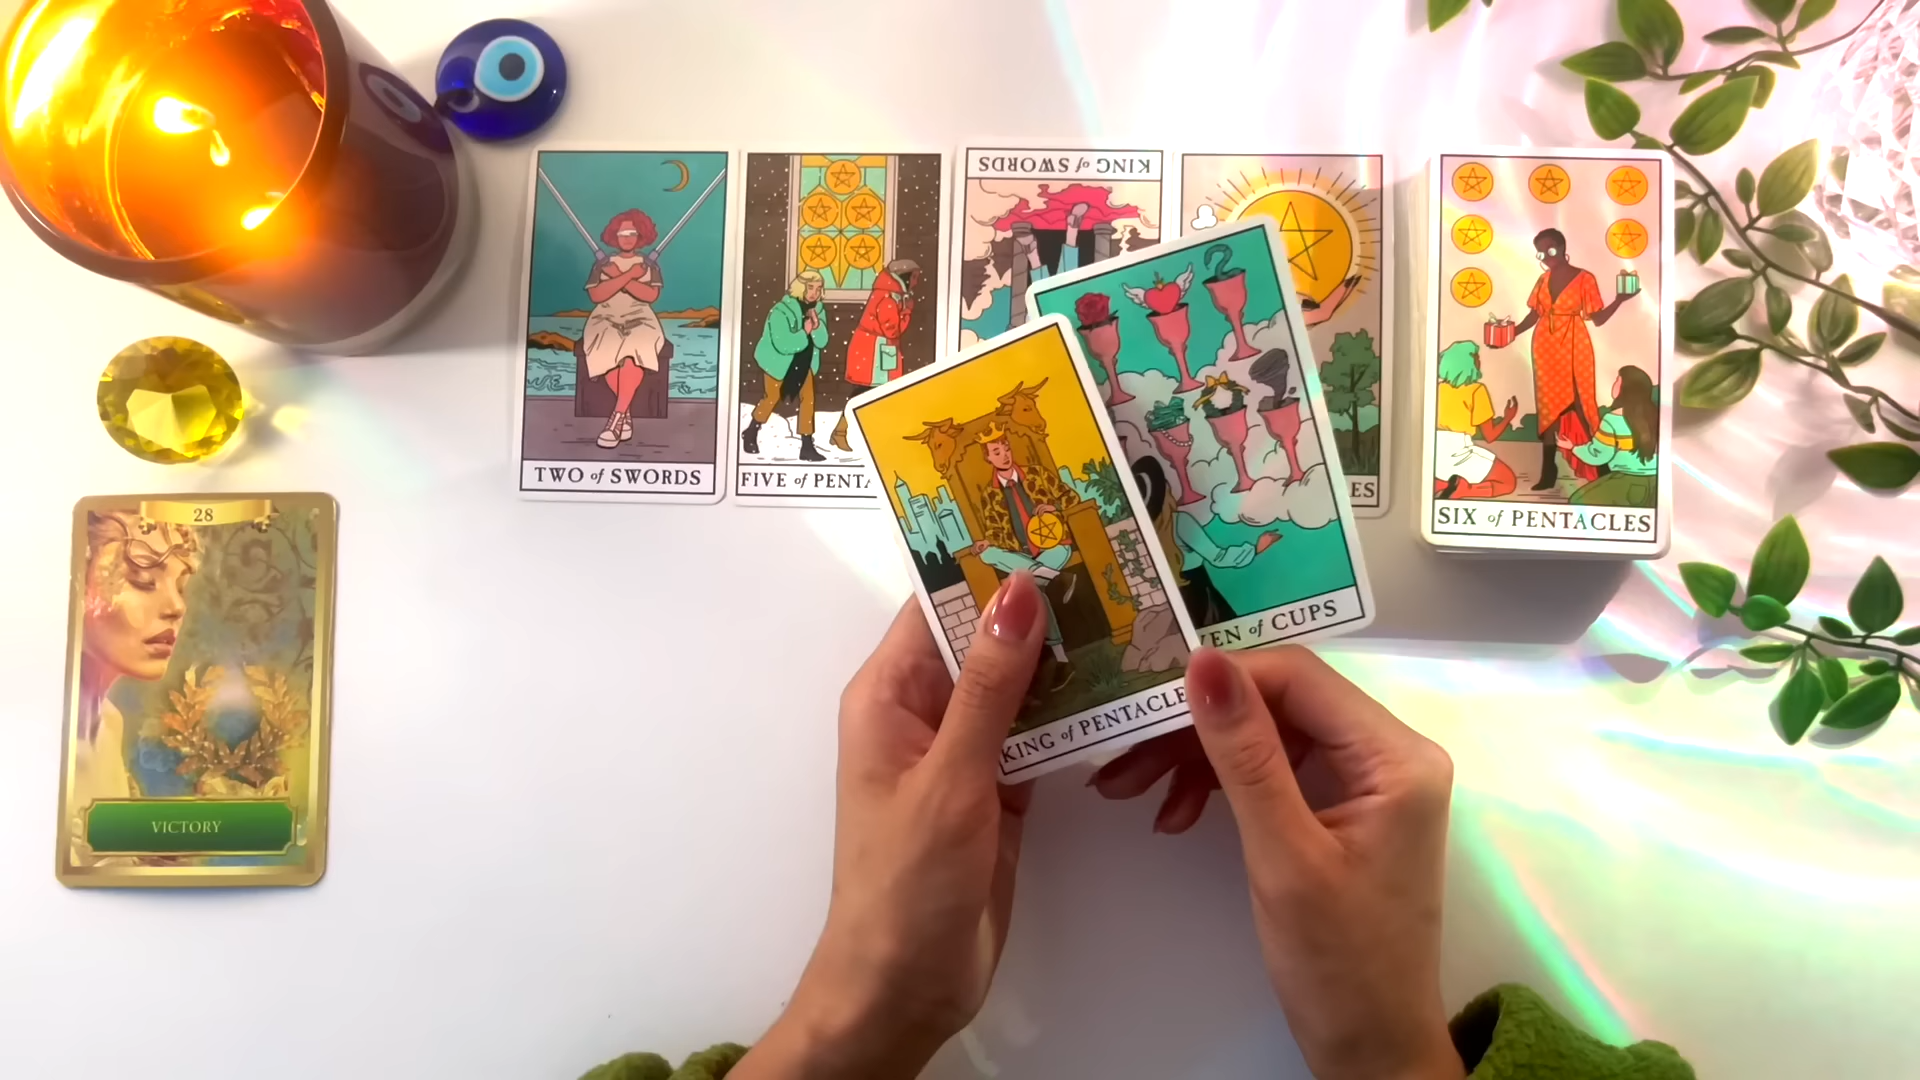 TWO of SWORDS
FIVE of PENTA
KING of SWORDS
ES
SIX of PENTACLES
KING of PENTACLE
VEN of CUPS
28
VICTORY